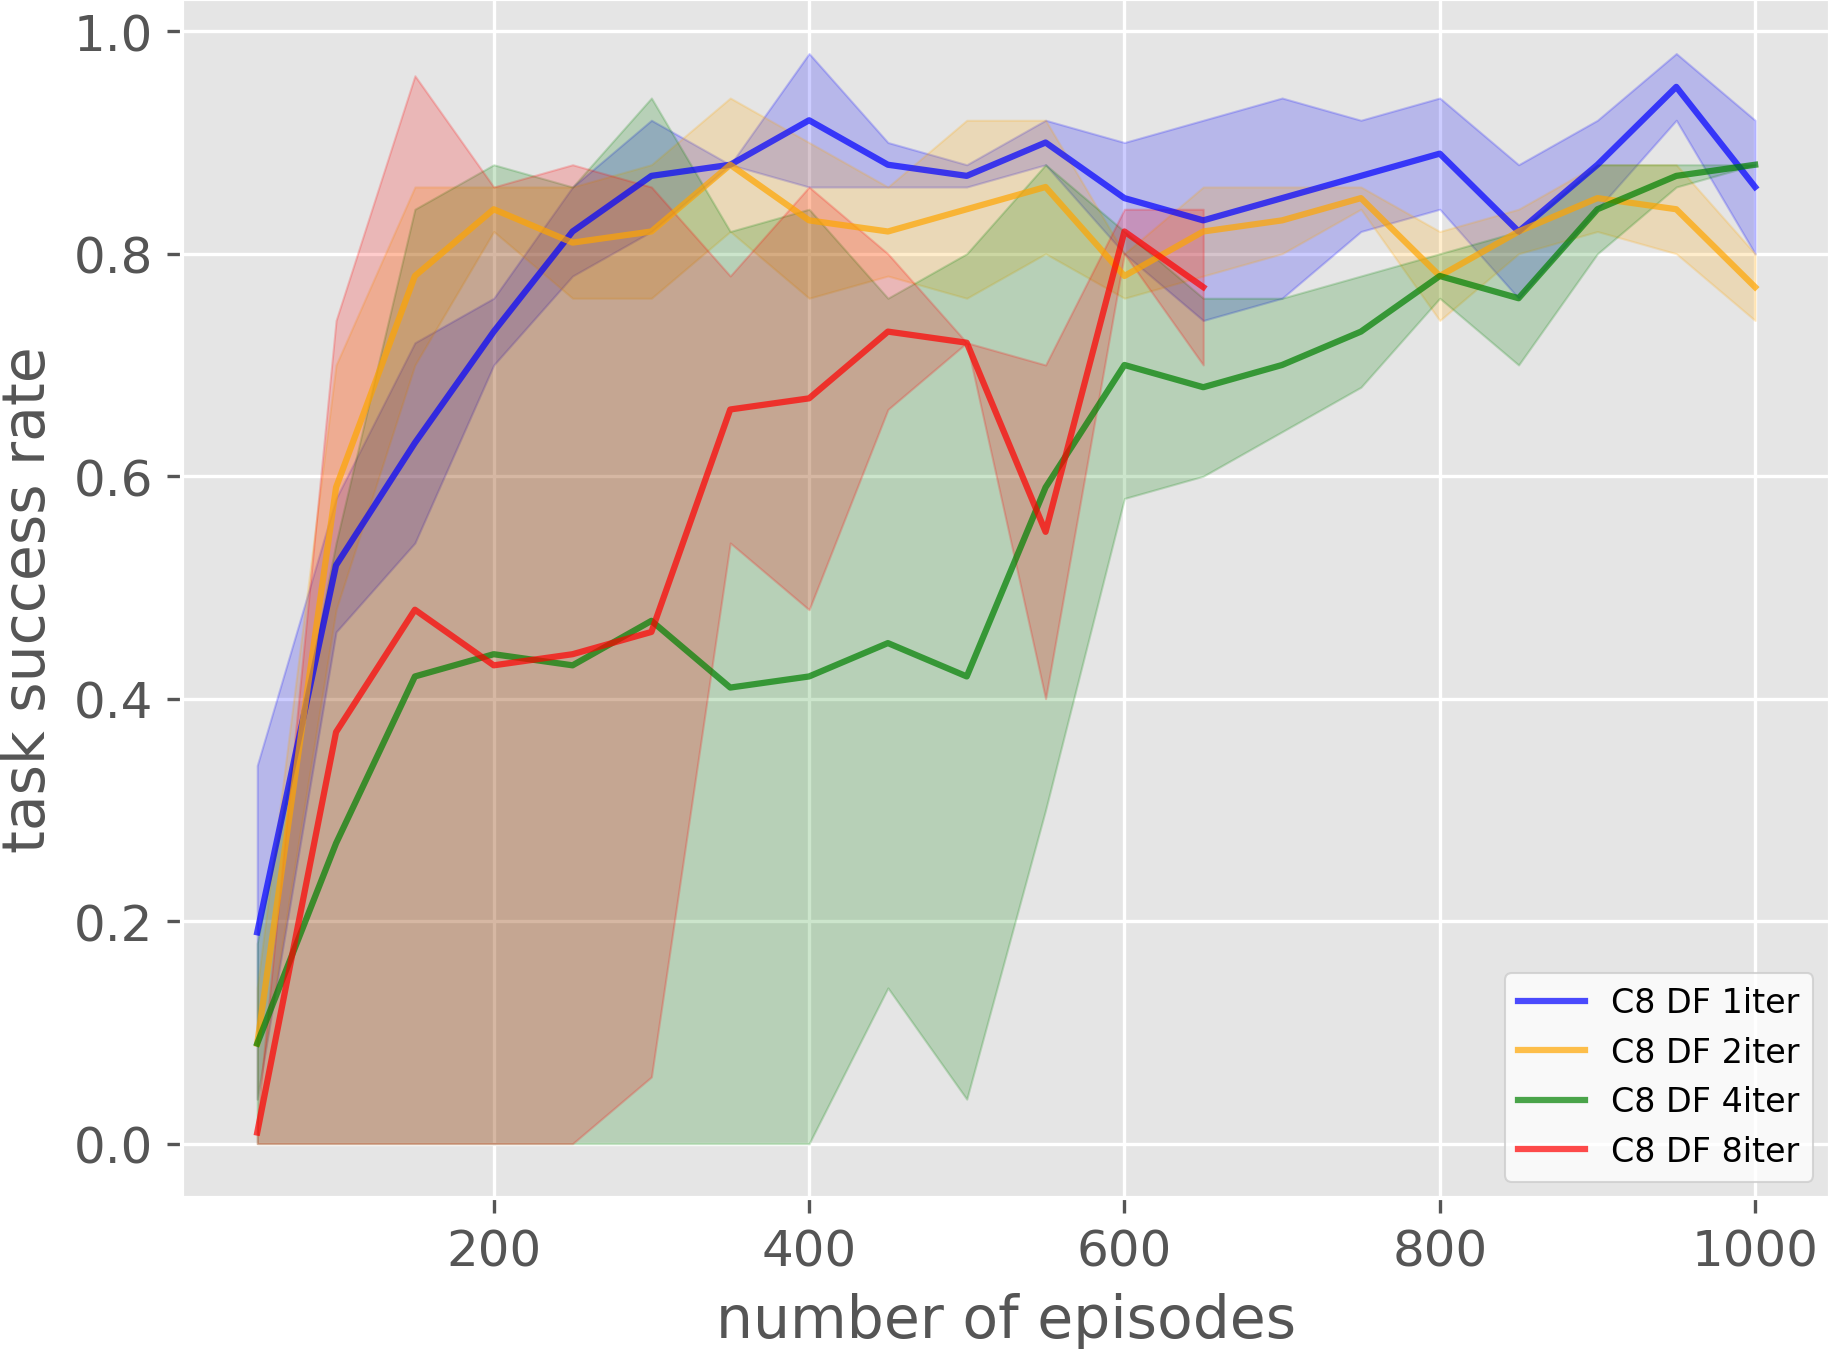 task success rate
1.0
0.8
0.6
0.4
0.2
0.0
200 400 600 800 1000
number of episodes
C8 DF 1iter
C8 DF 2iter
C8 DF 4iter
C8 DF 8iter